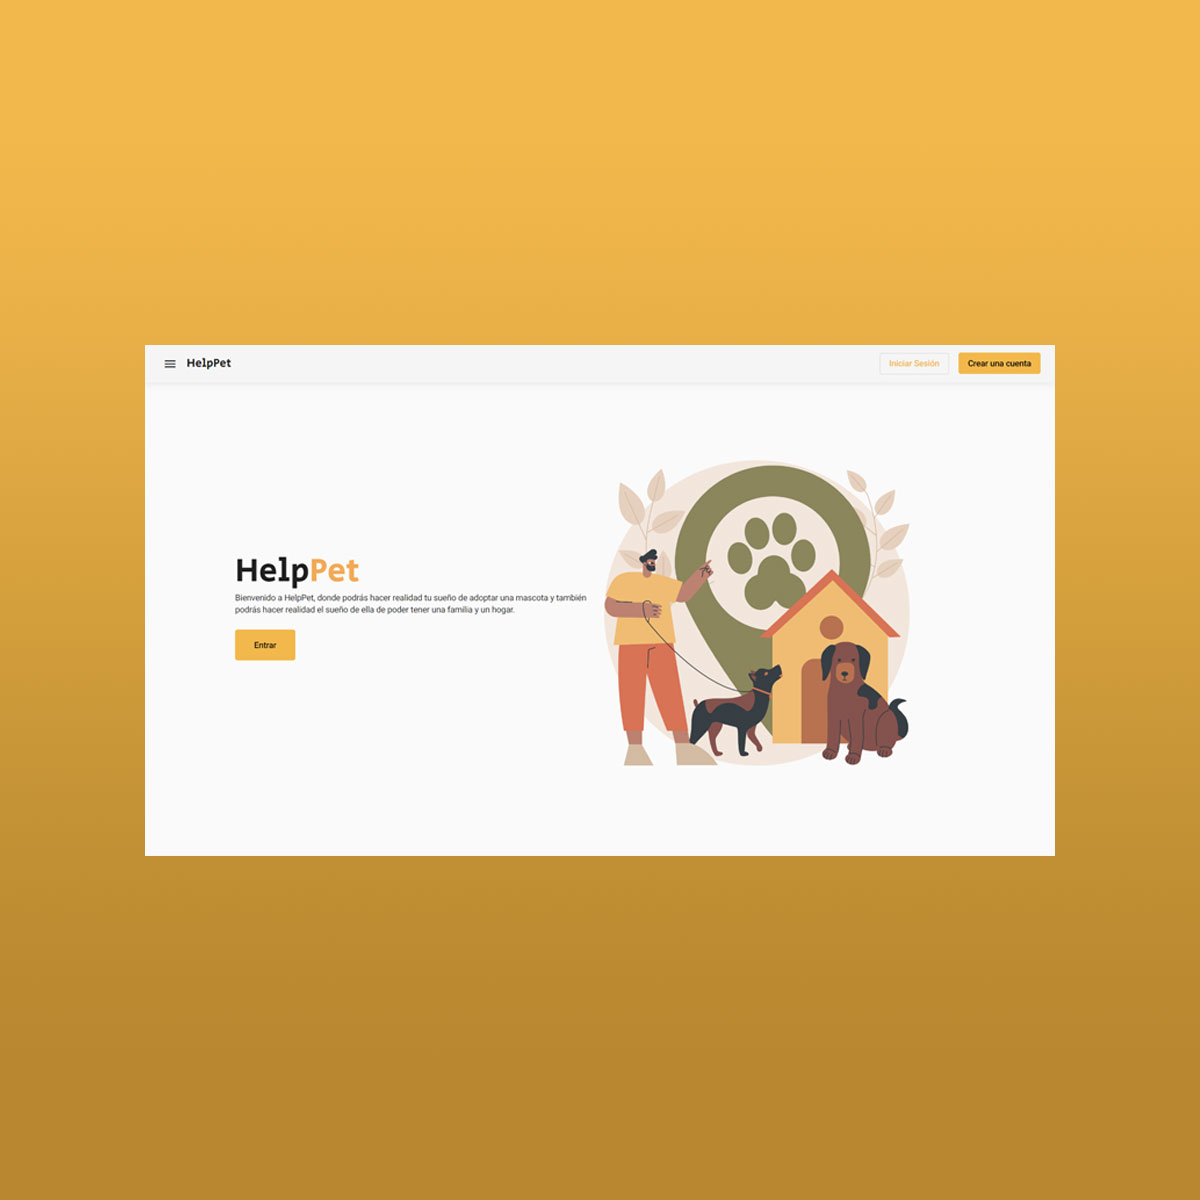 HelpPet
Iniciar Sesión
Crear una cuenta
HelpPet
Bienvenido a HelpPet, donde podrás hacer realidad tu sueño de adoptar una mascota y también
podrás hacer realidad el sueño de ella de poder tener una familia y un hogar.
Entrar